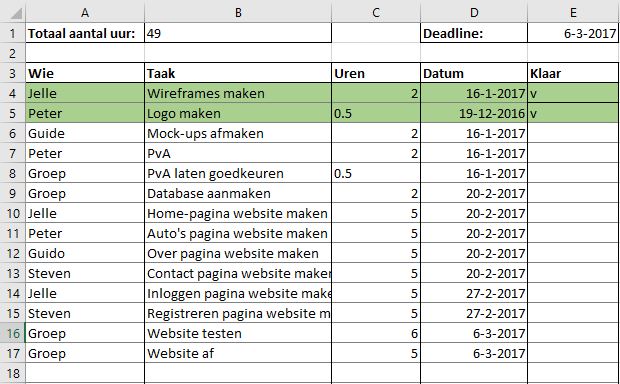 A B C D E
1 Totaal aantal uur: 49 Deadline: 6-3-2017
2
3 Wie Taak Uren Datum Klaar
4 Jelle Wireframes maken 2 16-1-2017 v
5 Peter Logo maken 0.5 19-12-2016 v
6 Guide Mock-ups afmaken 2 16-1-2017
7 Peter PvA 2 16-1-2017
8 Groep PvA laten goedkeuren 0.5 16-1-2017
9 Groep Database aanmaken 2 20-2-2017
10 Jelle Home-pagina website maken 5 20-2-2017
11 Peter Auto's pagina website maken 5 20-2-2017
12 Guido Over pagina website maken 5 20-2-2017
13 Steven Contact pagina website maker 5 20-2-2017
14 Jelle Inloggen pagina website make 5 27-2-2017
15 Steven Registreren pagina website m 5 27-2-2017
16 Groep Website testen 6 6-3-2017
17 Groep Website af 5 6-3-2017
18